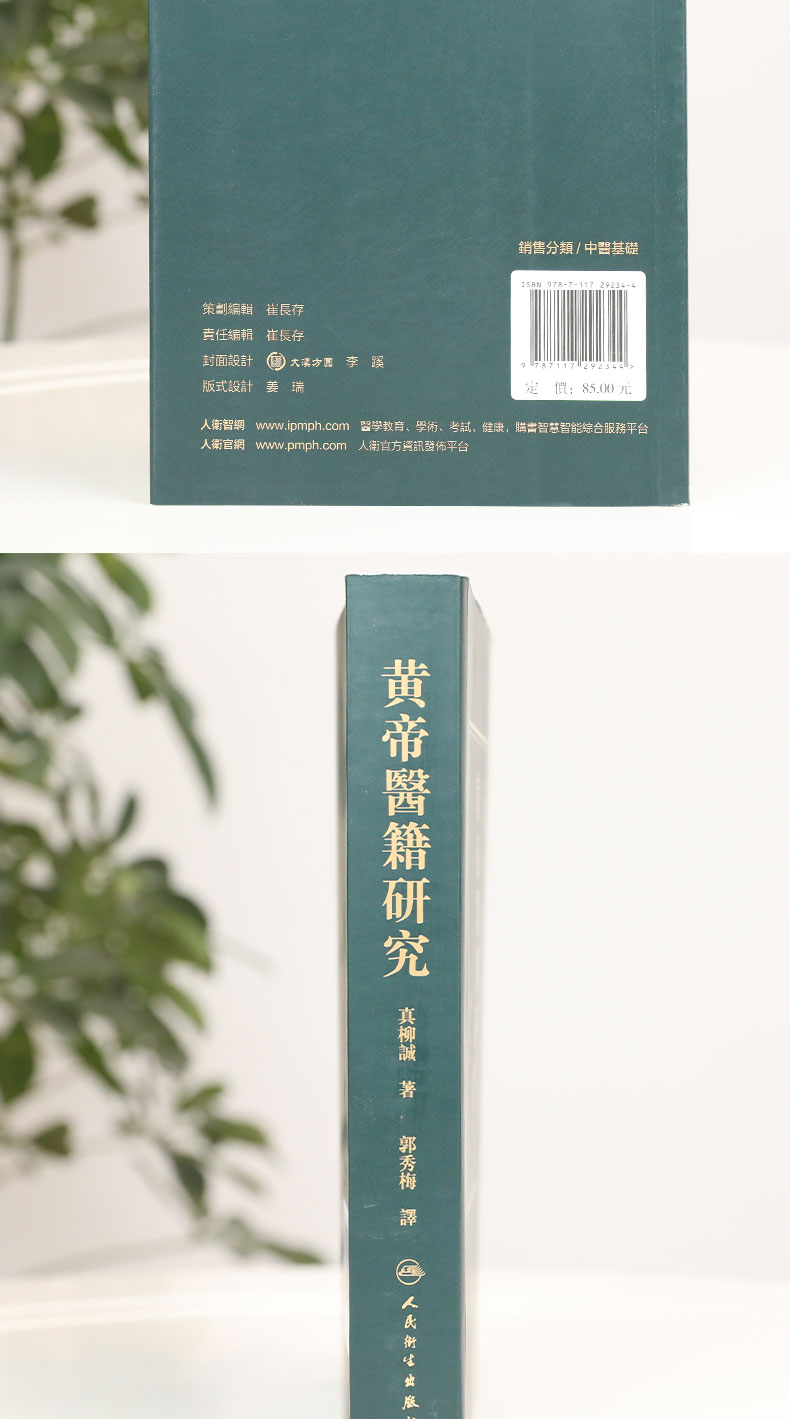 銷售分類 / 中醫基礎
ISBN 978-7-117-29234-4
9 787117 292344 >
定 價：85.00 元
策劃編輯 崔長存
責任編輯 崔長存
封面設計 大漢方圓 李 蹊
版式設計 姜 瑞
人衛智網 www.ipmph.com 醫學教育、學術、考試、健康，購書智慧智能綜合服務平台
人衛官網 www.pmph.com 人衛官方資訊發佈平台
黄帝醫籍研究
真柳誠 著
郭秀梅 譯
人民衛生出版